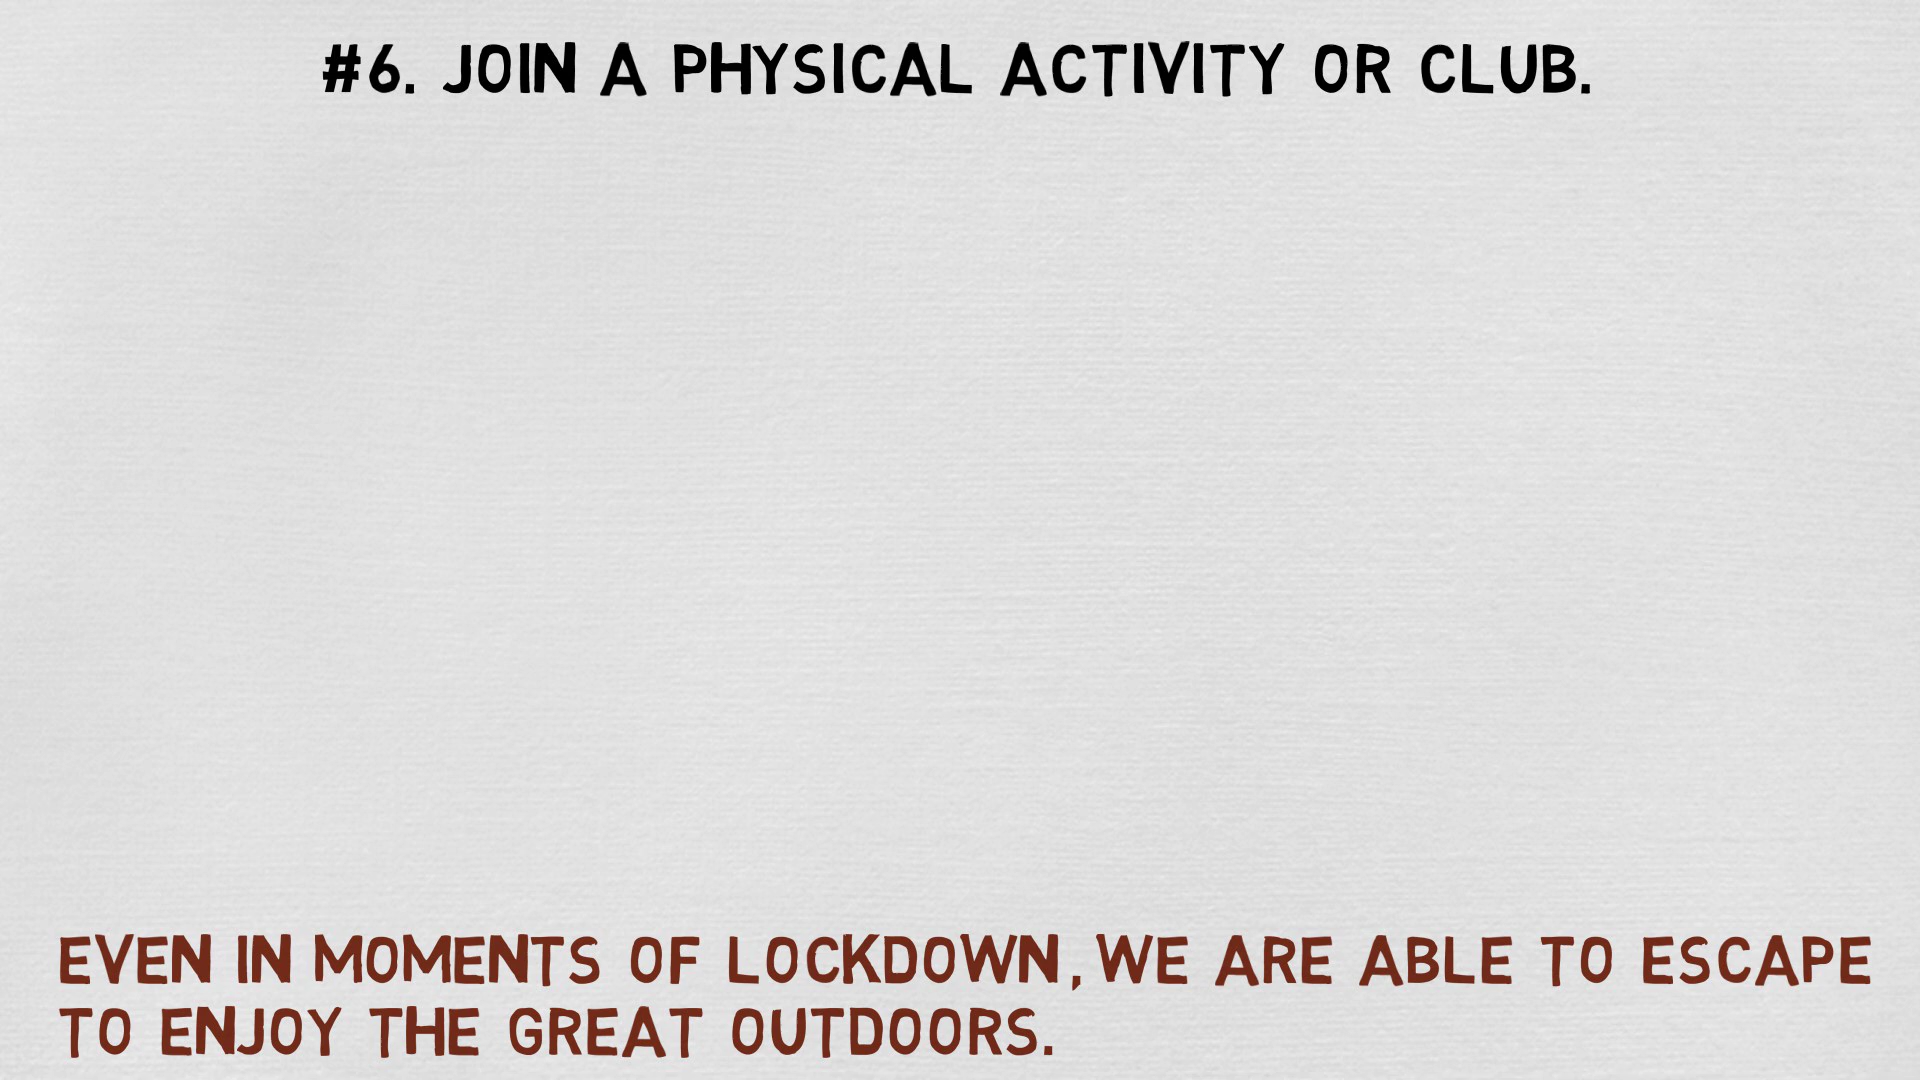 #6. JOIN A PHYSICAL ACTIVITY OR CLUB.
EVEN IN MOMENTS OF LOCKDOWN, WE ARE ABLE TO ESCAPE
TO ENJOY THE GREAT OUTDOORS.